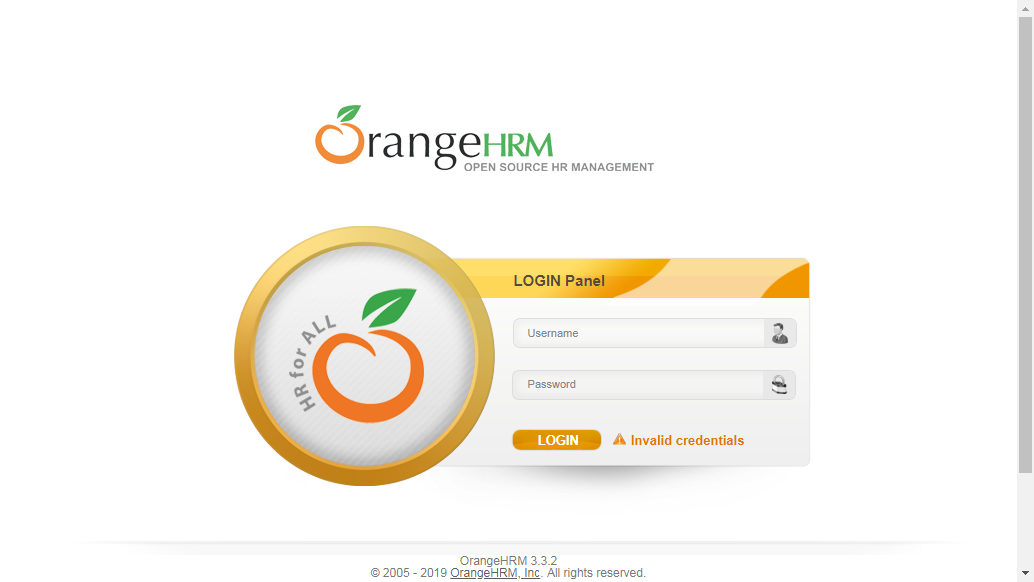 OrangeHRM
OPEN SOURCE HR MANAGEMENT
HR for ALL
LOGIN Panel
Username
Password
LOGIN Invalid credentials
OrangeHRM 3.3.2
© 2005 - 2019 OrangeHRM, Inc. All rights reserved.